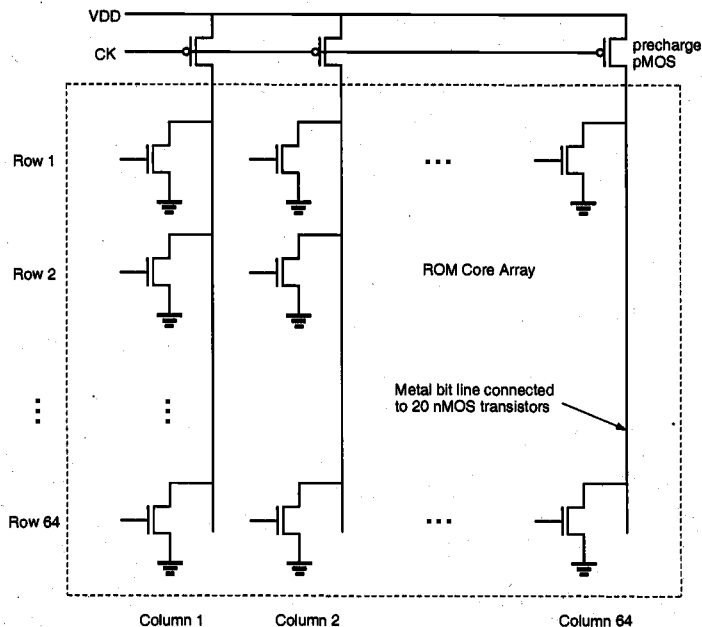 VDD
CK
precharge
pMOS
Row 1
Row 2
ROM Core Array
Metal bit line connected
to 20 nMOS transistors
Row 64
Column 1
Column 2
Column 64